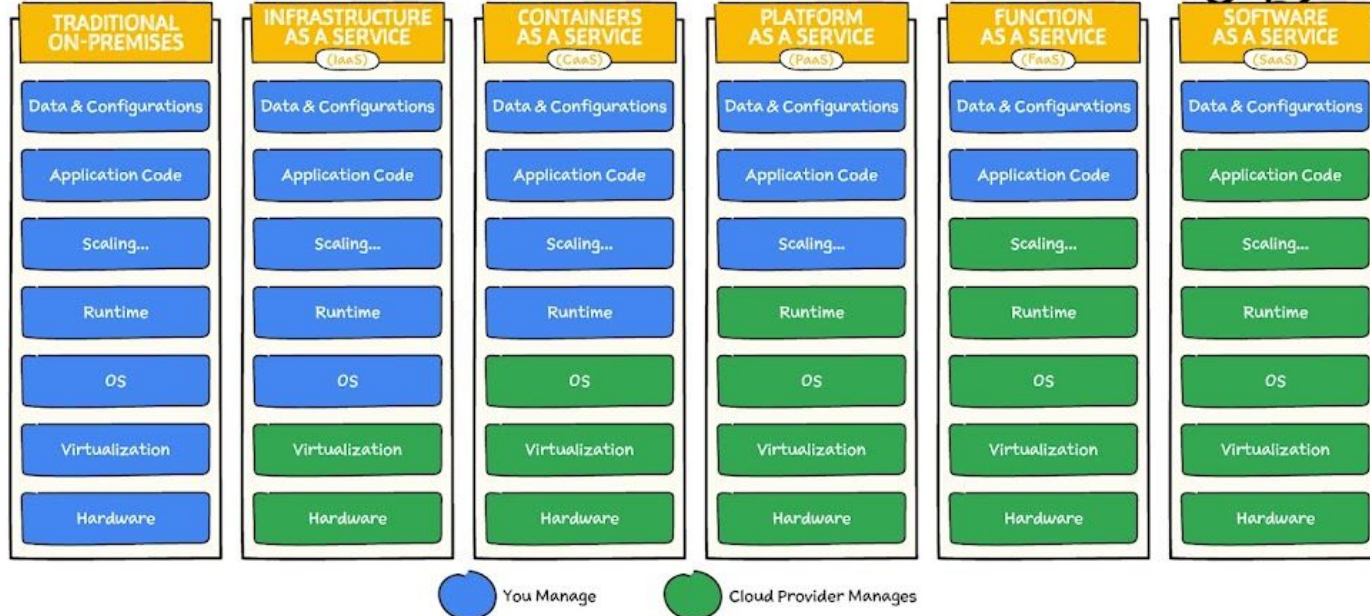 TRADITIONAL
ON-PREMISES
Data & Configurations
Application Code
Scaling...
Runtime
OS
Virtualization
Hardware
INFRASTRUCTURE
AS A SERVICE
(IaaS)
Data & Configurations
Application Code
Scaling...
Runtime
OS
Virtualization
Hardware
CONTAINERS
AS A SERVICE
(CaaS)
Data & Configurations
Application Code
Scaling...
Runtime
OS
Virtualization
Hardware
PLATFORM
AS A SERVICE
(PaaS)
Data & Configurations
Application Code
Scaling...
Runtime
OS
Virtualization
Hardware
FUNCTION
AS A SERVICE
(FaaS)
Data & Configurations
Application Code
Scaling...
Runtime
OS
Virtualization
Hardware
SOFTWARE
AS A SERVICE
(SaaS)
Data & Configurations
Application Code
Scaling...
Runtime
OS
Virtualization
Hardware
You Manage
Cloud Provider Manages